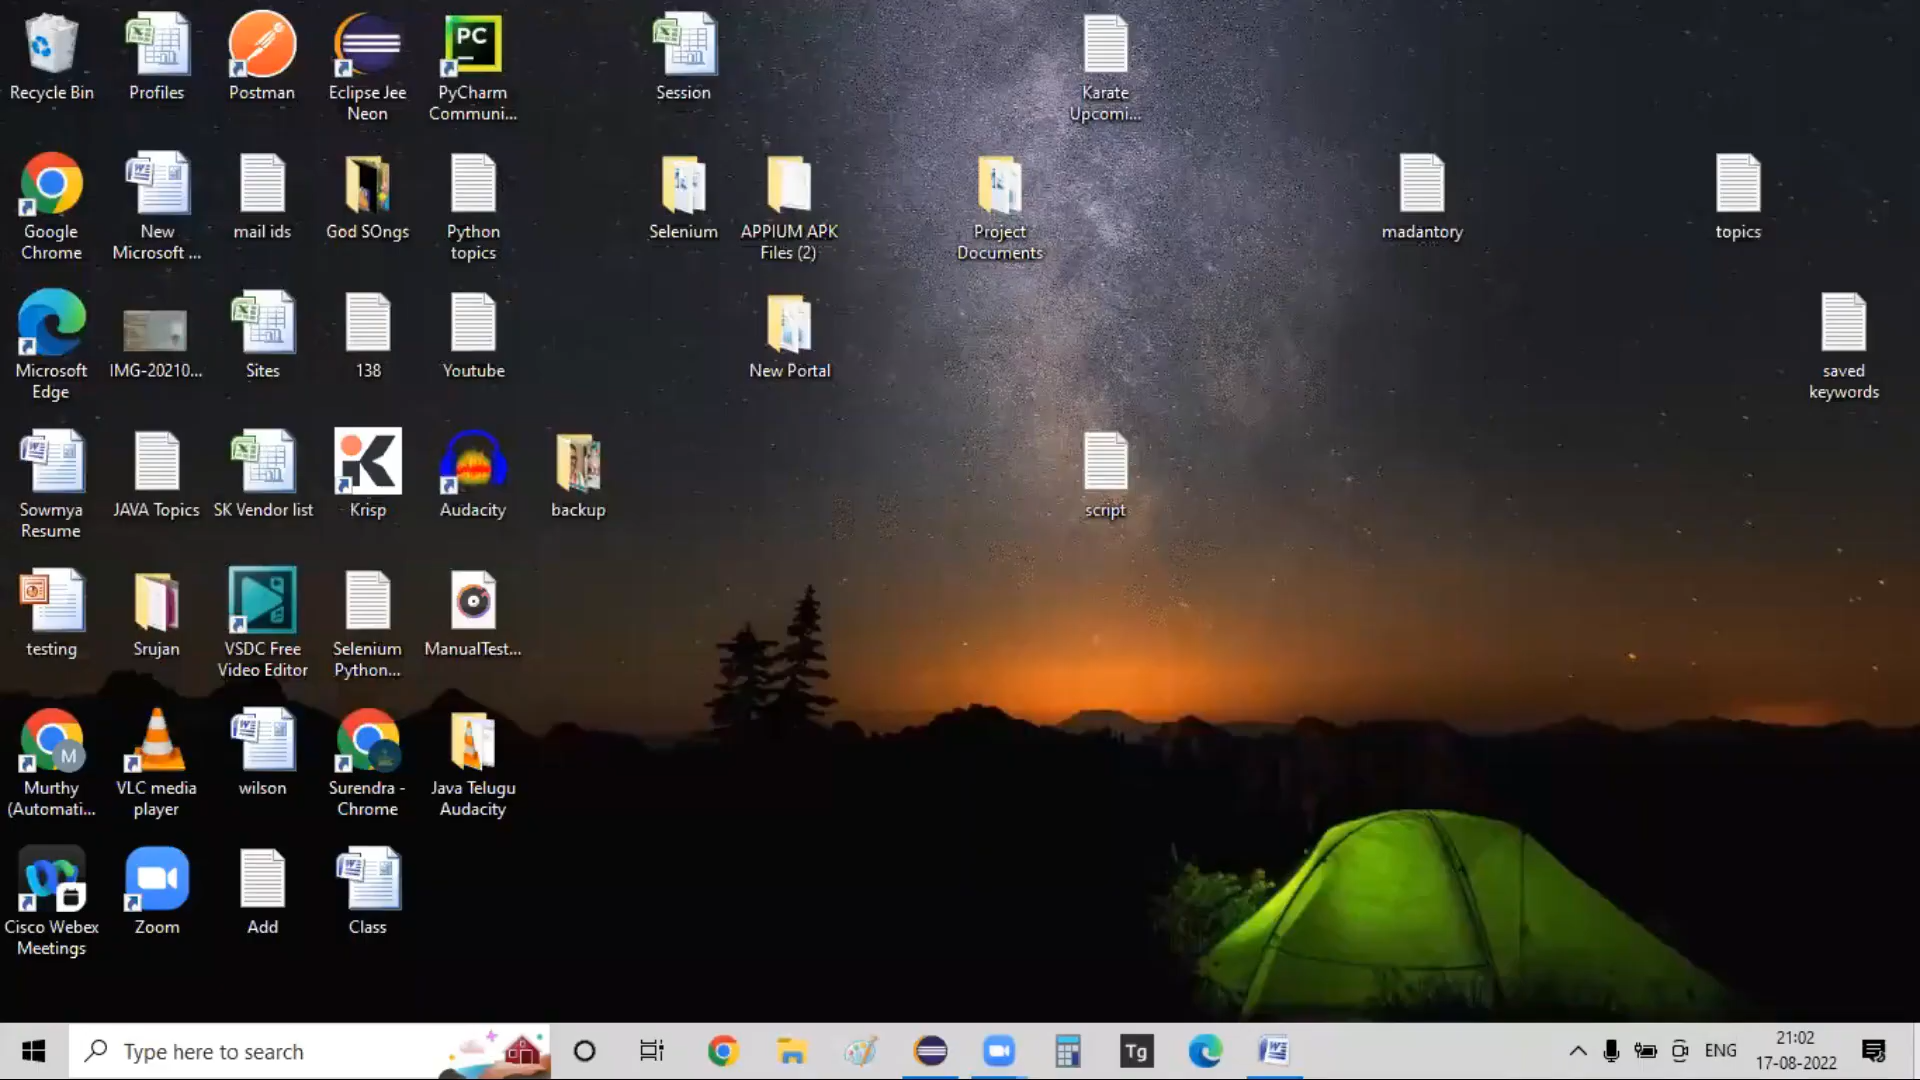 Recycle Bin
Profiles
Postman
Eclipse Jee
Neon
PyCharm
Communi...
PC
Session
Karate
Upcomi...
Google
Chrome
New
Microsoft ...
mail ids
God SOngs
Python
topics
Selenium
APPIUM APK
Files (2)
Project
Documents
madantory
topics
Microsoft
Edge
IMG-20210...
Sites
138
Youtube
New Portal
saved
keywords
Sowmya
Resume
JAVA Topics
SK Vendor list
Krisp
Audacity
backup
script
testing
Srujan
VSDC Free
Video Editor
Selenium
Python...
ManualTest...
M
Murthy
(Automati...
VLC media
player
wilson
Surendra -
Chrome
Java Telugu
Audacity
Cisco Webex
Meetings
Zoom
Add
Class
Type here to search
Tg
ENG
21:02
17-08-2022